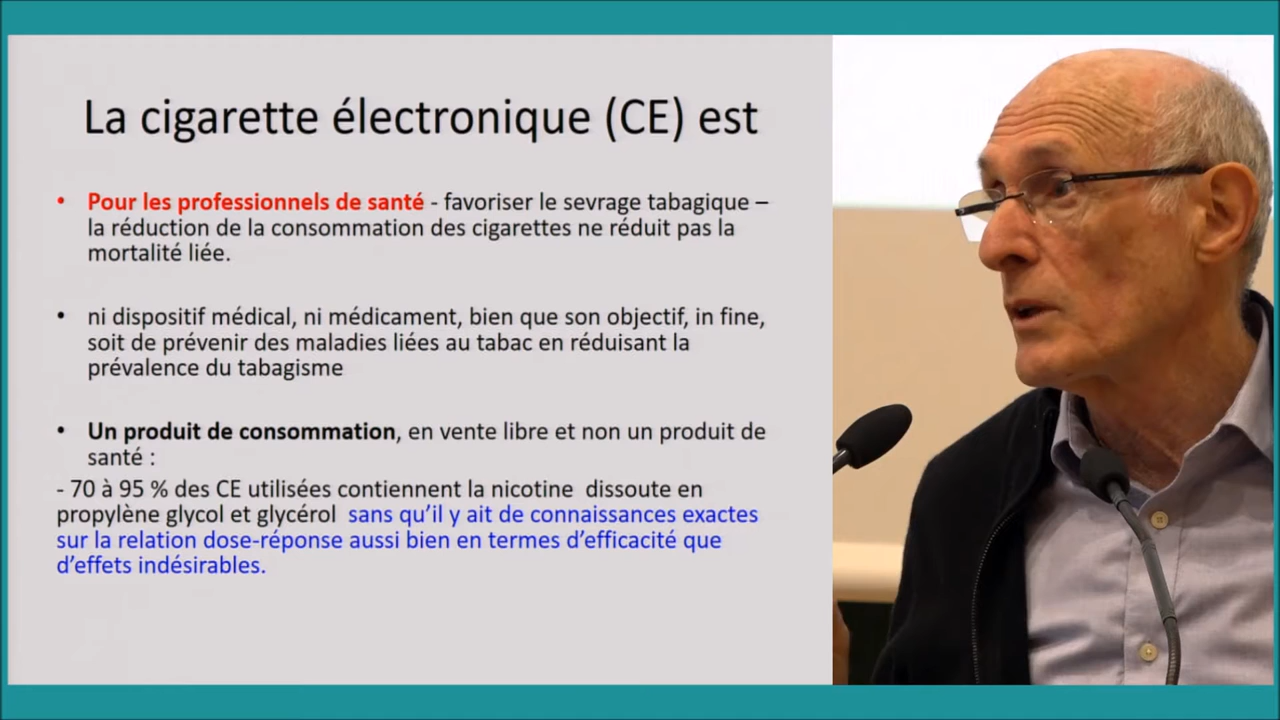 La cigarette électronique (CE) est
• Pour les professionnels de santé - favoriser le sevrage tabagique –
la réduction de la consommation des cigarettes ne réduit pas la
mortalité liée.
• ni dispositif médical, ni médicament, bien que son objectif, in fine,
soit de prévenir des maladies liées au tabac en réduisant la
prévalence du tabagisme
• Un produit de consommation, en vente libre et non un produit de
santé :
- 70 à 95 % des CE utilisées contiennent la nicotine dissoute en
propylène glycol et glycérol sans qu’il y ait de connaissances exactes
sur la relation dose-réponse aussi bien en termes d’efficacité que
d’effets indésirables.